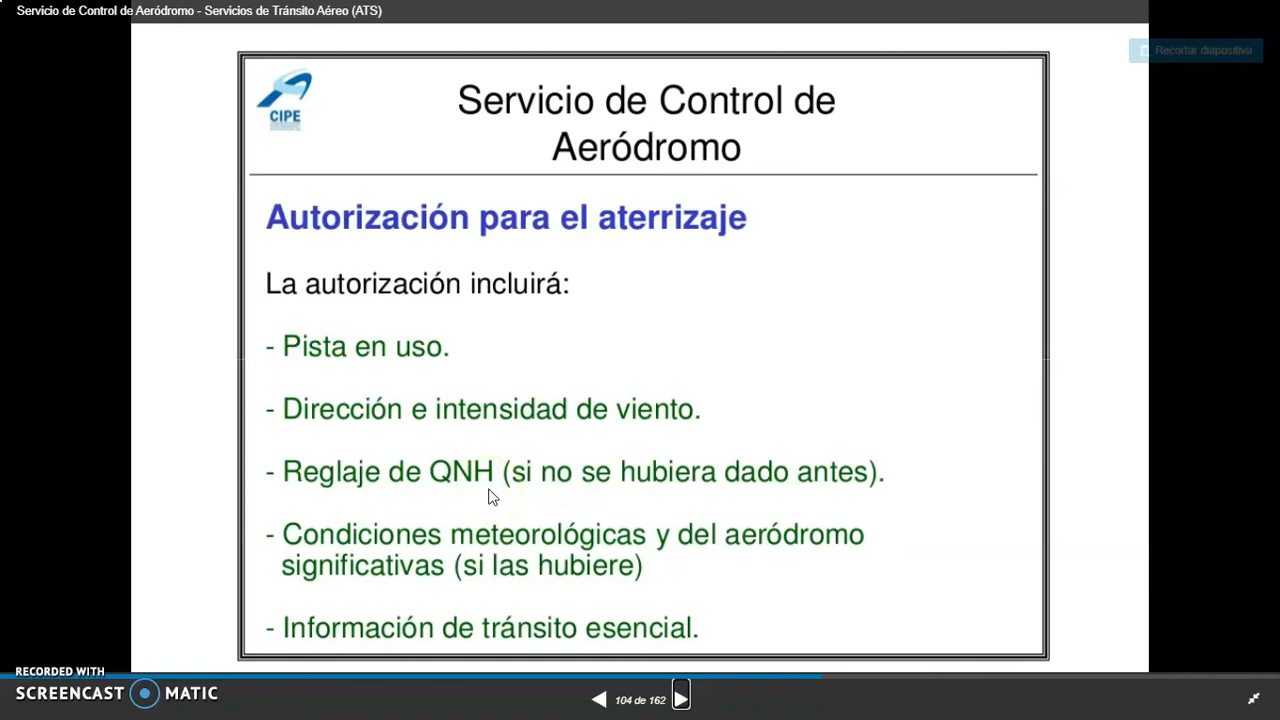 Servicio de Control de Aeródromo - Servicios de Tránsito Aéreo (ATS)
Recortar diapositiva
CIPE
Servicio de Control de
Aeródromo
Autorización para el aterrizaje
La autorización incluirá:
- Pista en uso.
- Dirección e intensidad de viento.
- Reglaje de QNH (si no se hubiera dado antes).
- Condiciones meteorológicas y del aeródromo
significativas (si las hubiere)
- Información de tránsito esencial.
RECORDED WITH
SCREENCAST MATIC
104 de 162